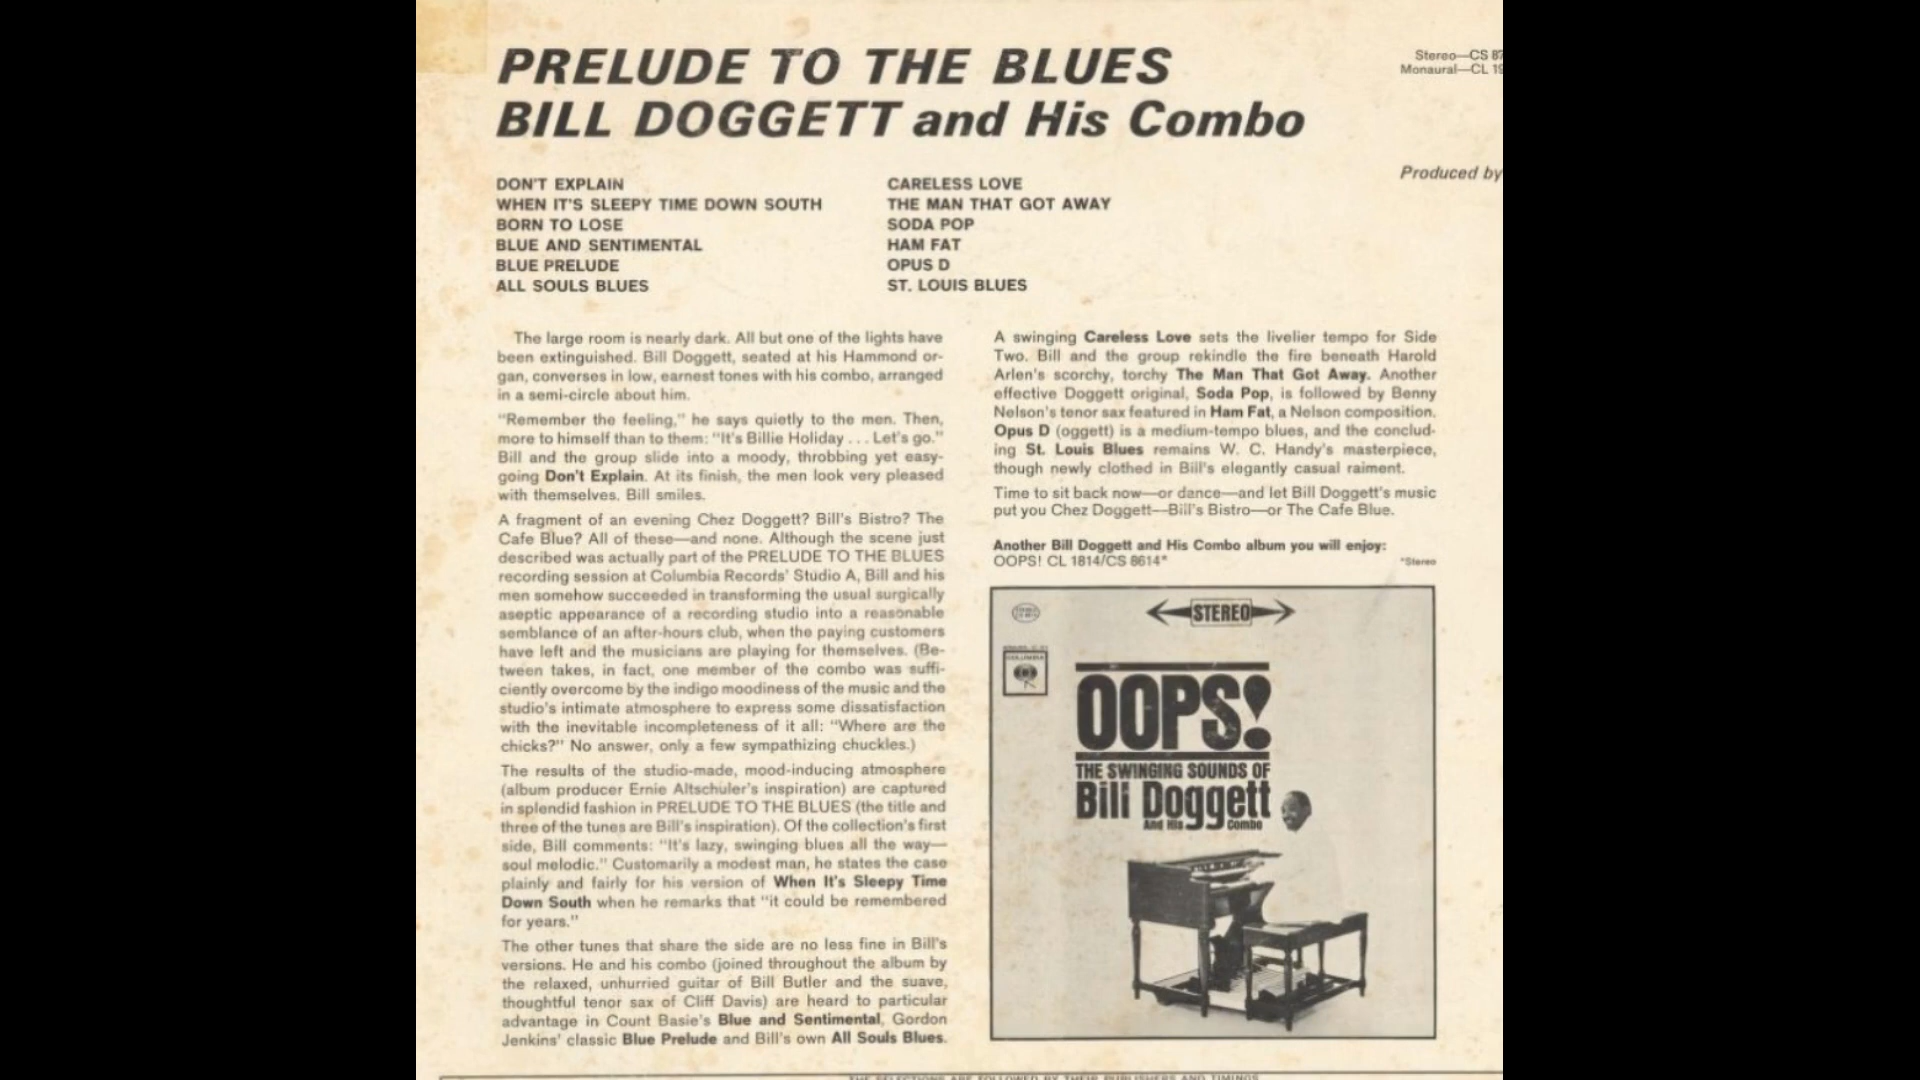 PRELUDE TO THE BLUES
BILL DOGGETT and His Combo
Stereo—CS 8
Monaural—CL 19
Produced by
DON'T EXPLAIN
WHEN IT'S SLEEPY TIME DOWN SOUTH
BORN TO LOSE
BLUE AND SENTIMENTAL
BLUE PRELUDE
ALL SOULS BLUES
CARELESS LOVE
THE MAN THAT GOT AWAY
SODA POP
HAM FAT
OPUS D
ST. LOUIS BLUES
The large room is nearly dark. All but one of the lights have
been extinguished. Bill Doggett, seated at his Hammond or-
gan, converses in low, earnest tones with his combo, arranged
in a semi-circle about him.
"Remember the feeling," he says quietly to the men. Then,
more to himself than to them: "It's Billie Holiday . . . Let's go."
Bill and the group slide into a moody, throbbing yet easy-
going Don't Explain. At its finish, the men look very pleased
with themselves. Bill smiles.
A fragment of an evening Chez Doggett? Bill's Bistro? The
Cafe Blue? All of these—and none. Although the scene just
described was actually part of the PRELUDE TO THE BLUES
recording session at Columbia Records' Studio A, Bill and his
men somehow succeeded in transforming the usual surgically
aseptic appearance of a recording studio into a reasonable
semblance of an after-hours club, when the paying customers
have left and the musicians are playing for themselves. (Be-
tween takes, in fact, one member of the combo was suffi-
ciently overcome by the indigo moodiness of the music and the
studio's intimate atmosphere to express some dissatisfaction
with the inevitable incompleteness of it all: "Where are the
chicks?" No answer, only a few sympathizing chuckles.)
The results of the studio-made, mood-inducing atmosphere
(album producer Ernie Altschuler's inspiration) are captured
in splendid fashion in PRELUDE TO THE BLUES (the title and
three of the tunes are Bill's inspiration). Of the collection's first
side, Bill comments: "It's lazy, swinging blues all the way—
soul melodic." Customarily a modest man, he states the case
plainly and fairly for his version of When It's Sleepy Time
Down South when he remarks that "it could be remembered
for years."
The other tunes that share the side are no less fine in Bill's
versions. He and his combo (joined throughout the album by
the relaxed, unhurried guitar of Bill Butler and the suave,
thoughtful tenor sax of Cliff Davis) are heard to particular
advantage in Count Basie's Blue and Sentimental, Gordon
Jenkins' classic Blue Prelude and Bill's own All Souls Blues.
A swinging Careless Love sets the livelier tempo for Side
Two. Bill and the group rekindle the fire beneath Harold
Arlen's scorchy, torchy The Man That Got Away. Another
effective Doggett original, Soda Pop, is followed by Benny
Nelson's tenor sax featured in Ham Fat, a Nelson composition.
Opus D (oggett) is a medium-tempo blues, and the conclud-
ing St. Louis Blues remains W. C. Handy's masterpiece,
though newly clothed in Bill's elegantly casual raiment.
Time to sit back now—or dance—and let Bill Doggett's music
put you Chez Doggett—Bill's Bistro—or The Cafe Blue.
Another Bill Doggett and His Combo album you will enjoy:
OOPS! CL 1814/CS 8614*
*Stereo
STEREO
COLUMBIA
OOPS!
THE SWINGING SOUNDS OF
Bill Doggett
And His Combo
THE SELECTIONS ARE FOLLOWED BY THEIR PUBLISHERS AND TIMINGS